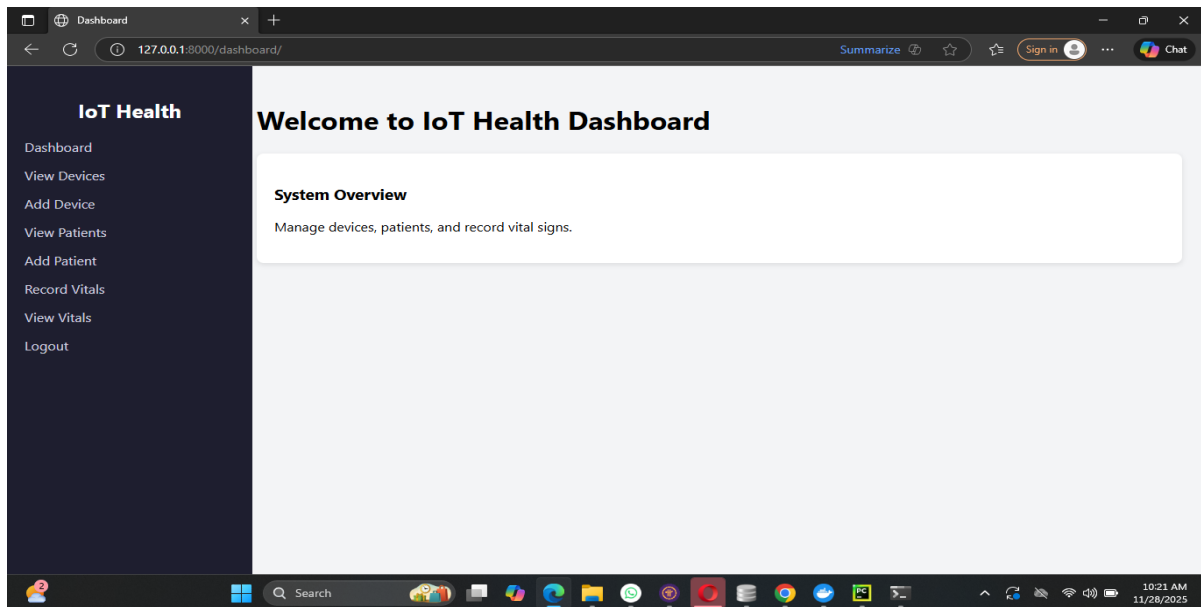 Dashboard
127.0.0.1:8000/dashboard/
Summarize
Sign in
Chat
IoT Health
Dashboard
View Devices
Add Device
View Patients
Add Patient
Record Vitals
View Vitals
Logout
Welcome to IoT Health Dashboard
System Overview
Manage devices, patients, and record vital signs.
2
Search
PC
10:21 AM
11/28/2025